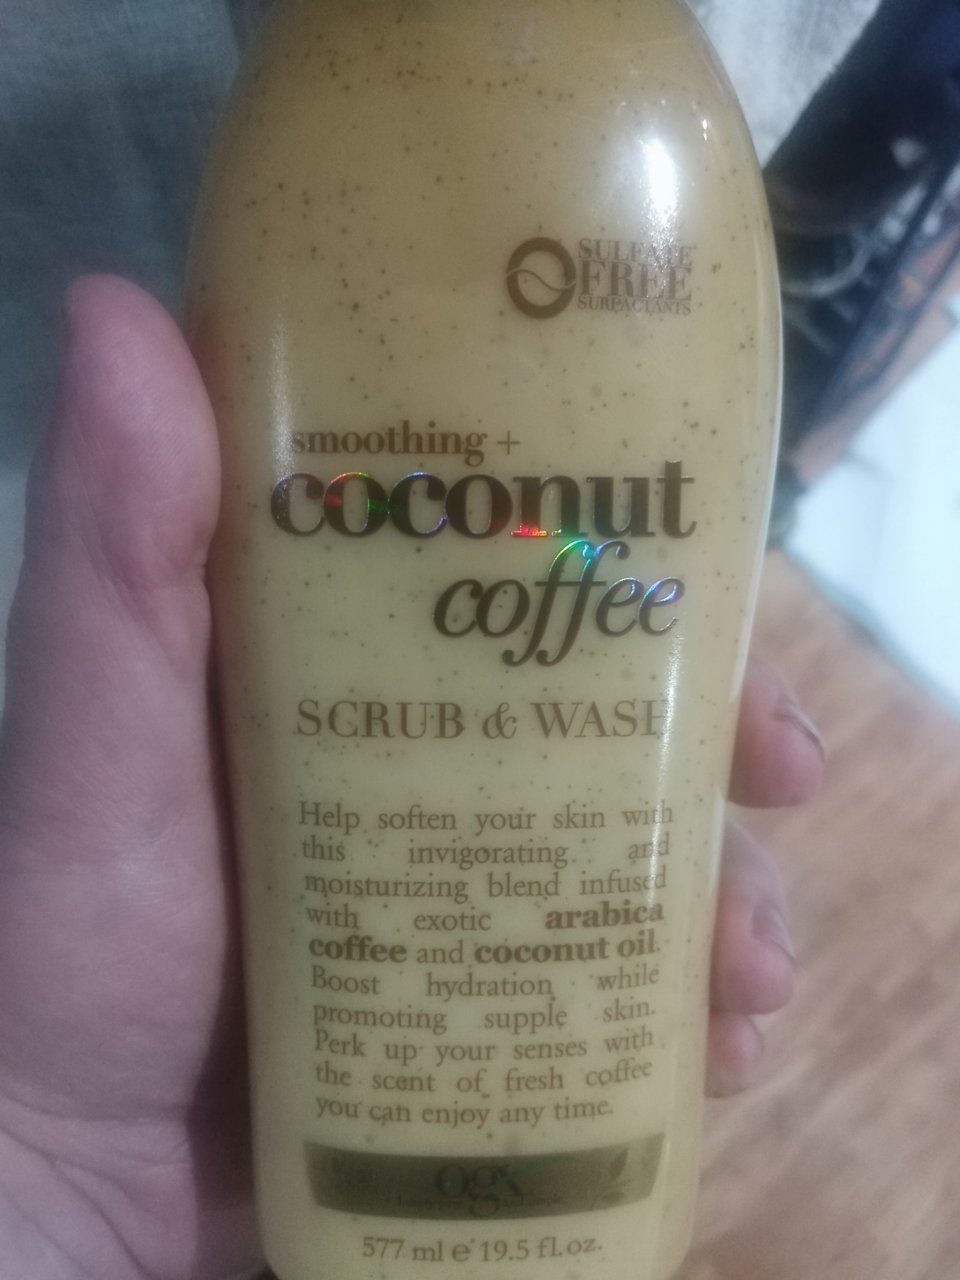 SULFATE
FREE
SURFACTANTS
smoothing +
coconut
coffee
SCRUB & WASH
Help soften your skin with
this invigorating and
moisturizing blend infused
with exotic arabica
coffee and coconut oil.
Boost hydration while
promoting supple skin.
Perk up your senses with
the scent of fresh coffee
you can enjoy any time.
ogx
577 ml e 19.5 fl.oz.